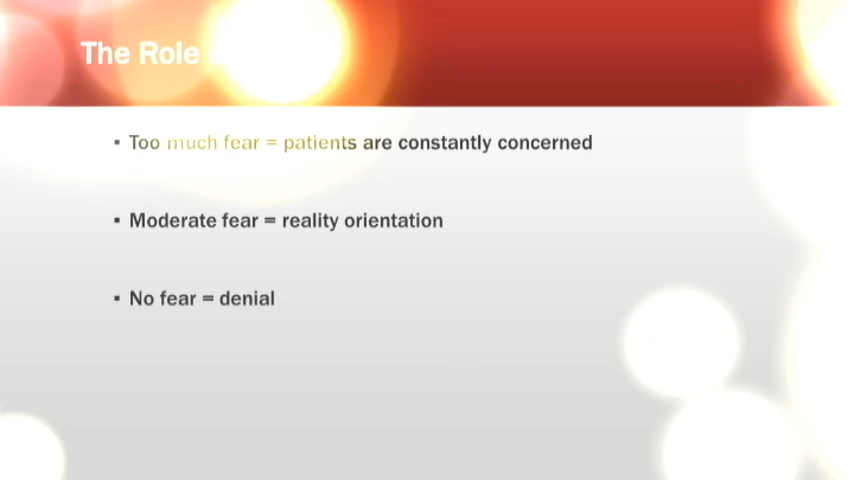 The Role
▪ Too much fear = patients are constantly concerned
▪ Moderate fear = reality orientation
▪ No fear = denial